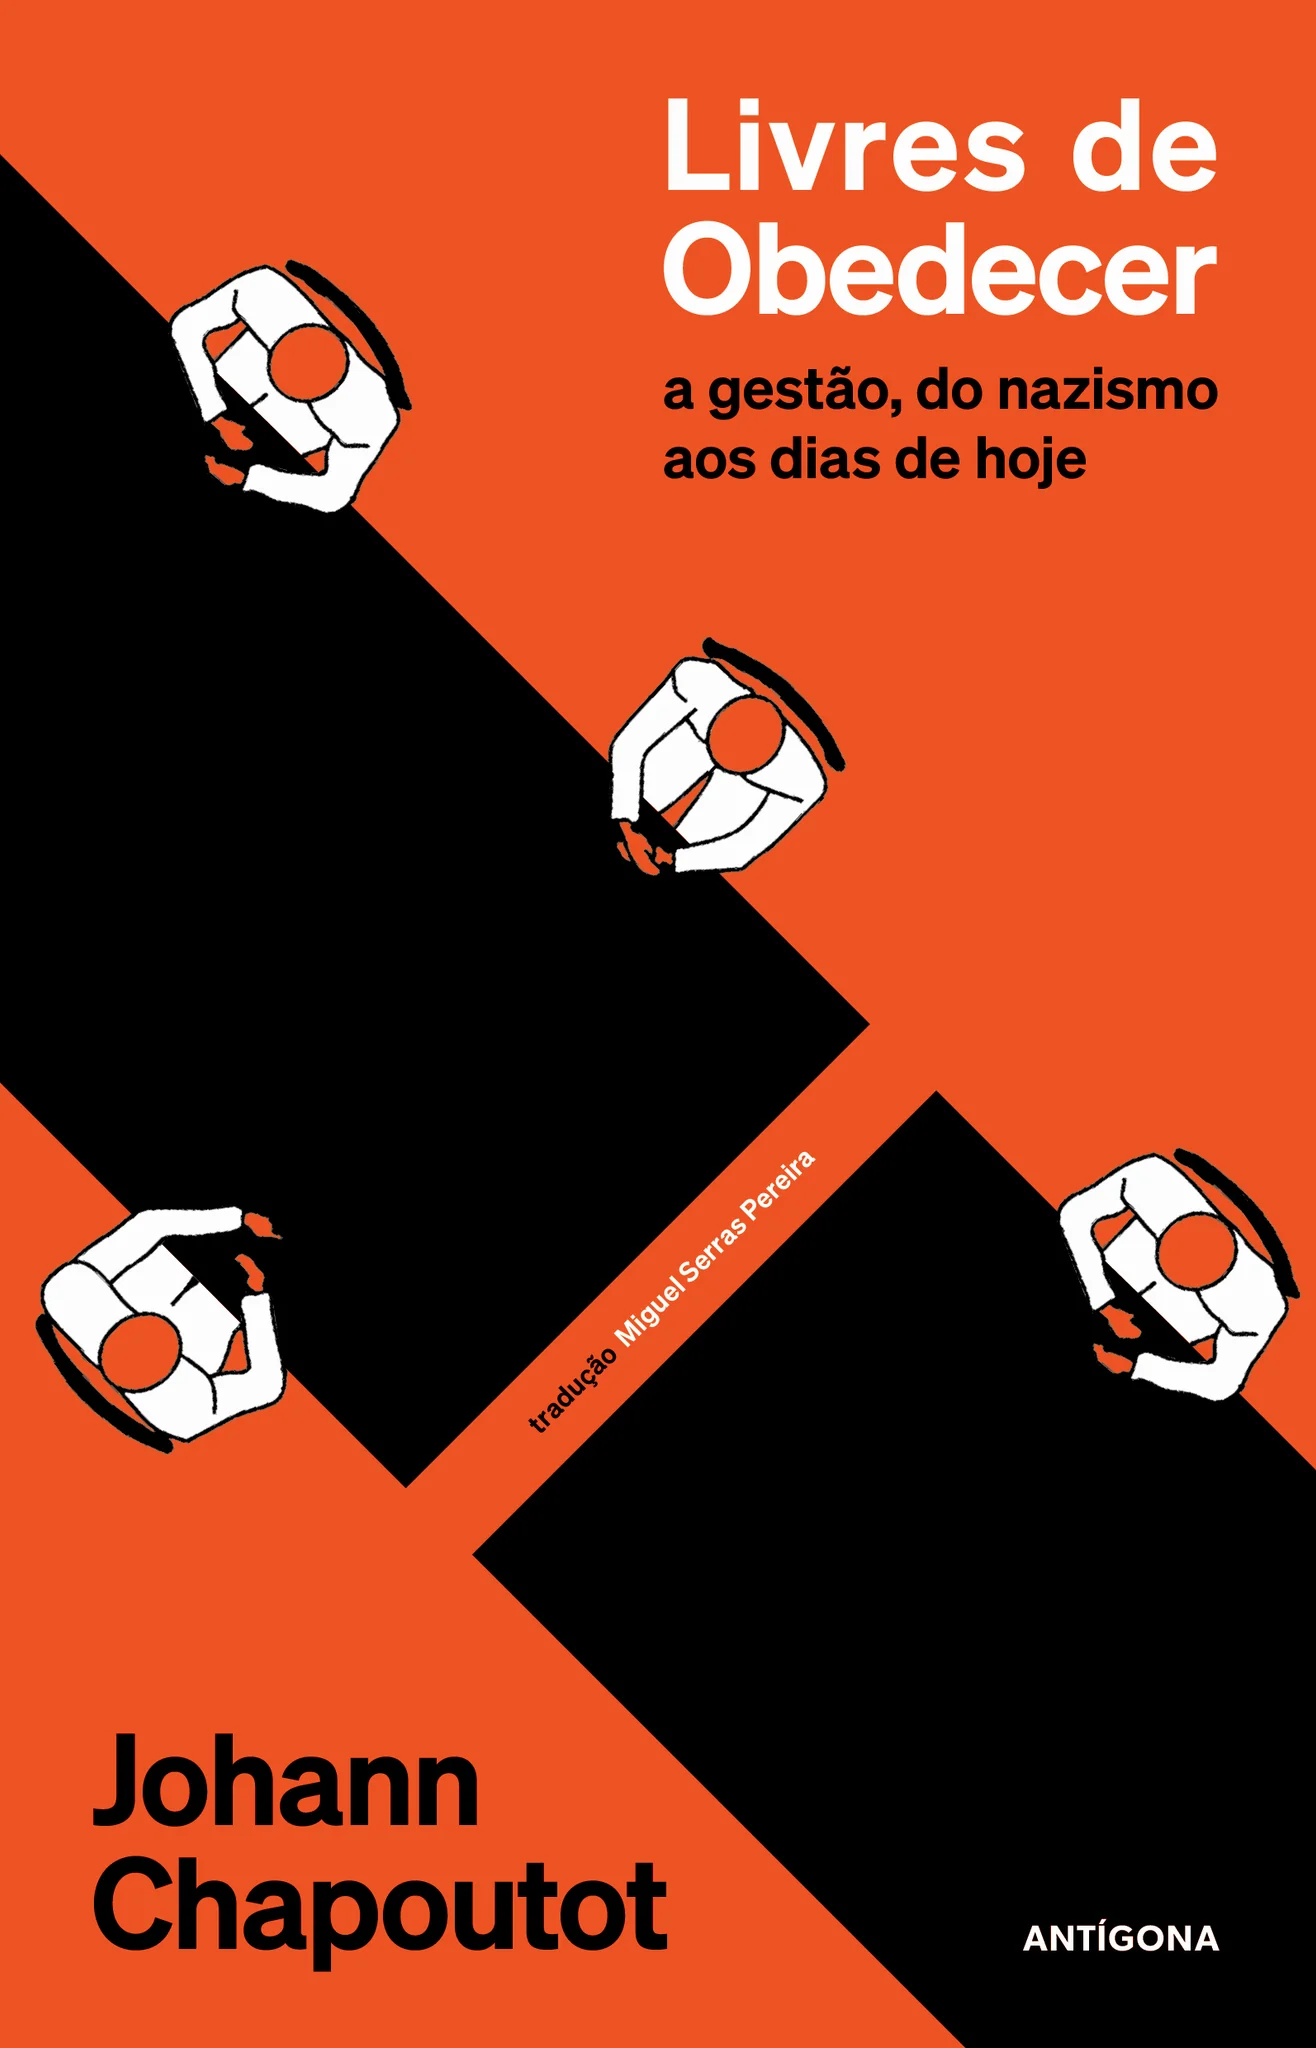 Livres de
Obedecer
a gestão, do nazismo
aos dias de hoje
tradução Miguel Serras Pereira
Johann
Chapoutot
ANTÍGONA